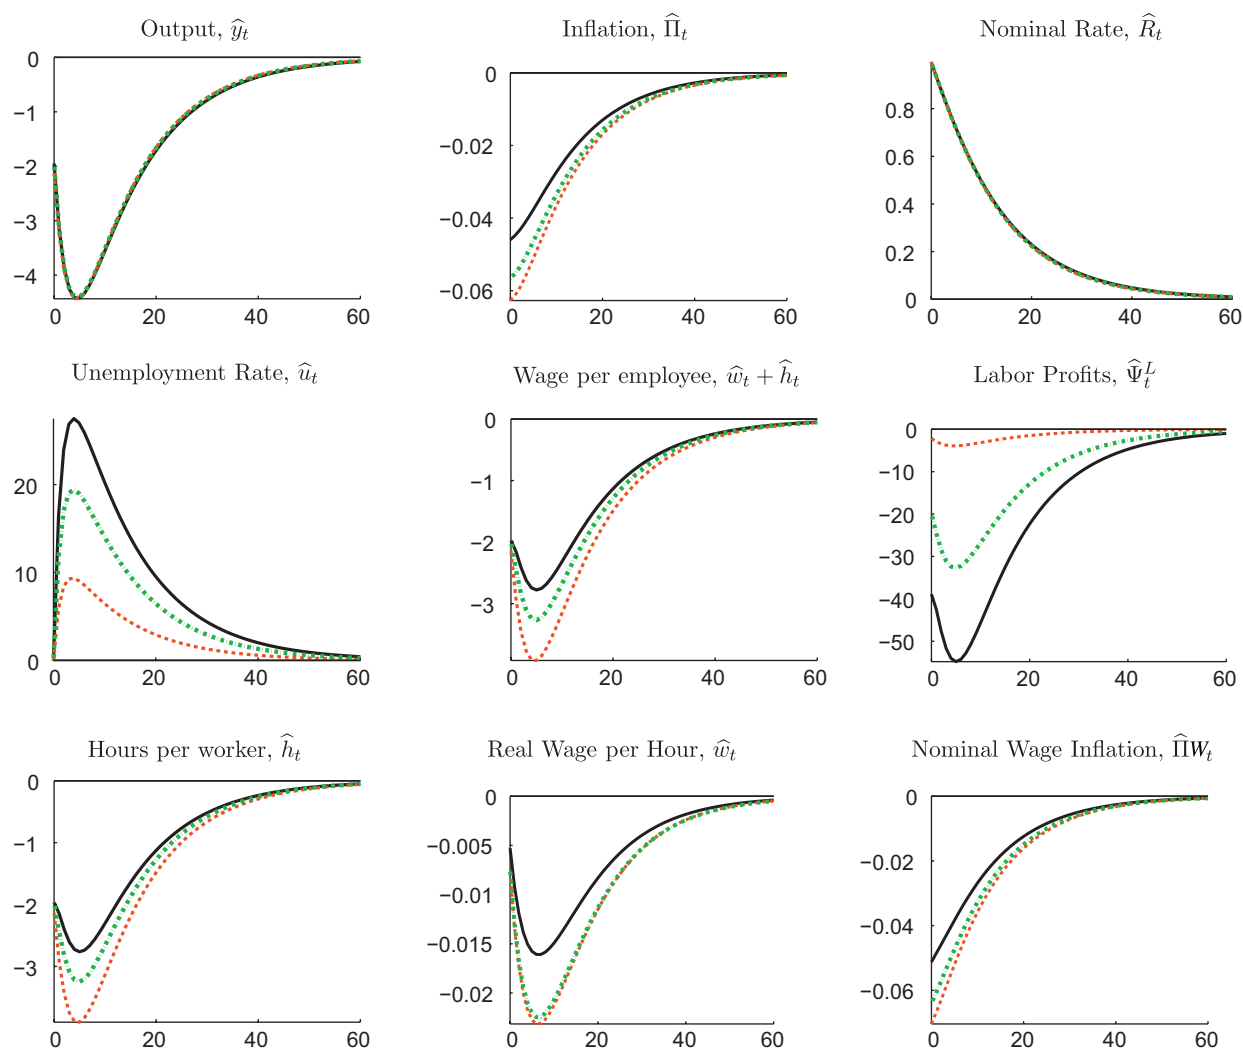 Output, ŷₜ
Inflation, Π̂ₜ
Nominal Rate, R̂ₜ
0
−1
−2
−3
−4
0 20 40 60
0
−0.02
−0.04
−0.06
0 20 40 60
0.8
0.6
0.4
0.2
0
0 20 40 60
Unemployment Rate, ûₜ
Wage per employee, ŵₜ + ĥₜ
Labor Profits, Ψ̂ₜᴸ
20
10
0
0 20 40 60
0
−1
−2
−3
0 20 40 60
0
−10
−20
−30
−40
−50
0 20 40 60
Hours per worker, ĥₜ
Real Wage per Hour, ŵₜ
Nominal Wage Inflation, Π̂Wₜ
0
−1
−2
−3
0 20 40 60
0
−0.005
−0.01
−0.015
−0.02
0 20 40 60
0
−0.02
−0.04
−0.06
0 20 40 60